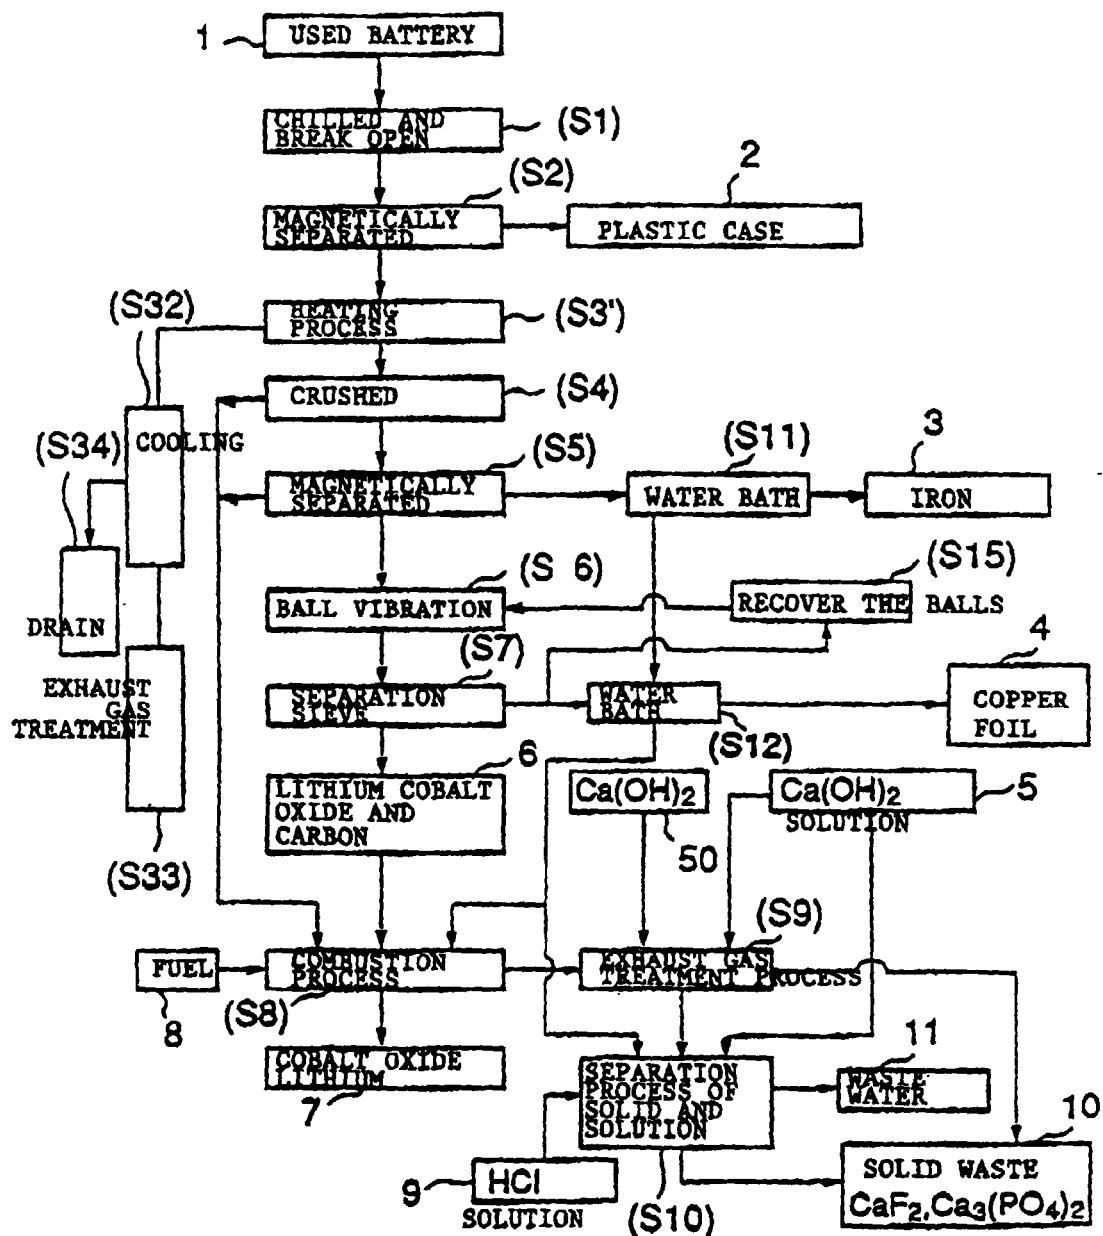 1
USED BATTERY
CHILLED AND
BREAK OPEN
(S1)
(S2)
2
MAGNETICALLY
SEPARATED
PLASTIC CASE
(S32)
HEATING
PROCESS
(S3')
CRUSHED
(S4)
(S34)
COOLING
(S5)
(S11)
3
MAGNETICALLY
SEPARATED
WATER BATH
IRON
(S 6)
(S15)
BALL VIBRATION
RECOVER THE BALLS
DRAIN
(S7)
4
EXHAUST
GAS
TREATMENT
SEPARATION
SIEVE
WATER
BATH
COPPER
FOIL
(S12)
6
LITHIUM COBALT
OXIDE AND
CARBON
Ca(OH)2
Ca(OH)2
SOLUTION
5
50
(S33)
(S9)
FUEL
COMBUSTION
PROCESS
EXHAUST GAS
TREATMENT PROCESS
8
(S8)
11
COBALT OXIDE
LITHIUM
SEPARATION
PROCESS OF
SOLID AND
SOLUTION
WASTE
WATER
7
10
9
HCl
SOLUTION
(S10)
SOLID WASTE
CaF2,Ca3(PO4)2